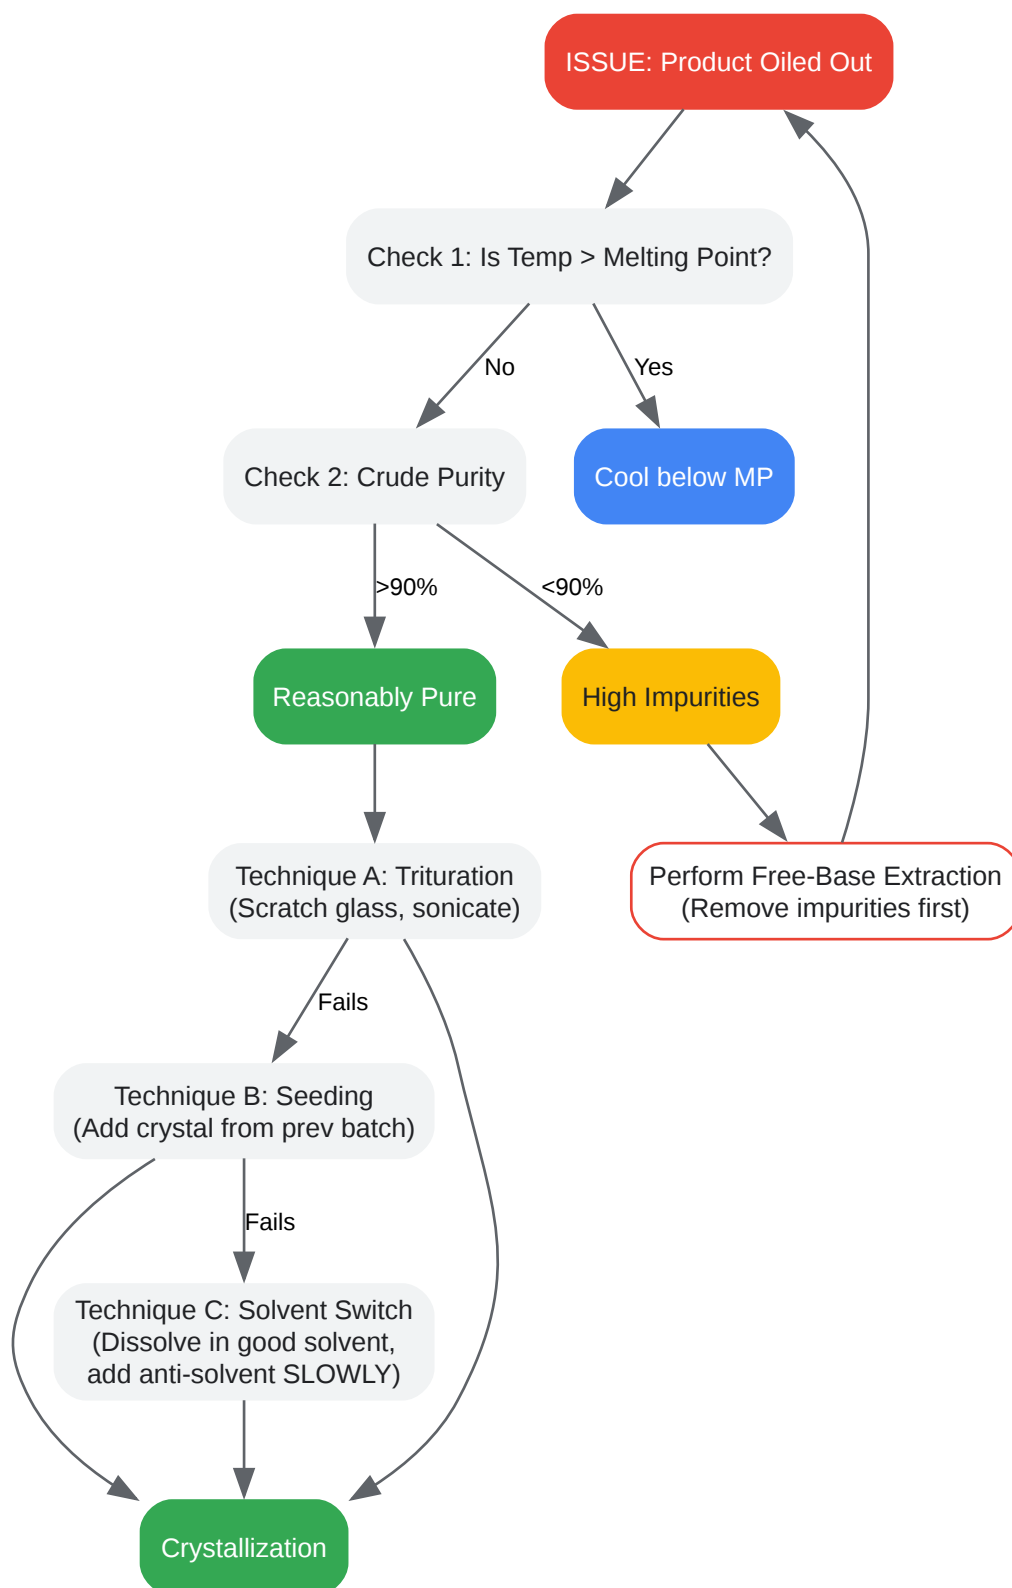 ISSUE: Product Oiled Out
Check 1: Is Temp > Melting Point?
No
Yes
Check 2: Crude Purity
Cool below MP
>90%
<90%
Reasonably Pure
High Impurities
Technique A: Trituration
(Scratch glass, sonicate)
Perform Free-Base Extraction
(Remove impurities first)
Fails
Technique B: Seeding
(Add crystal from prev batch)
Fails
Technique C: Solvent Switch
(Dissolve in good solvent,
add anti-solvent SLOWLY)
Crystallization